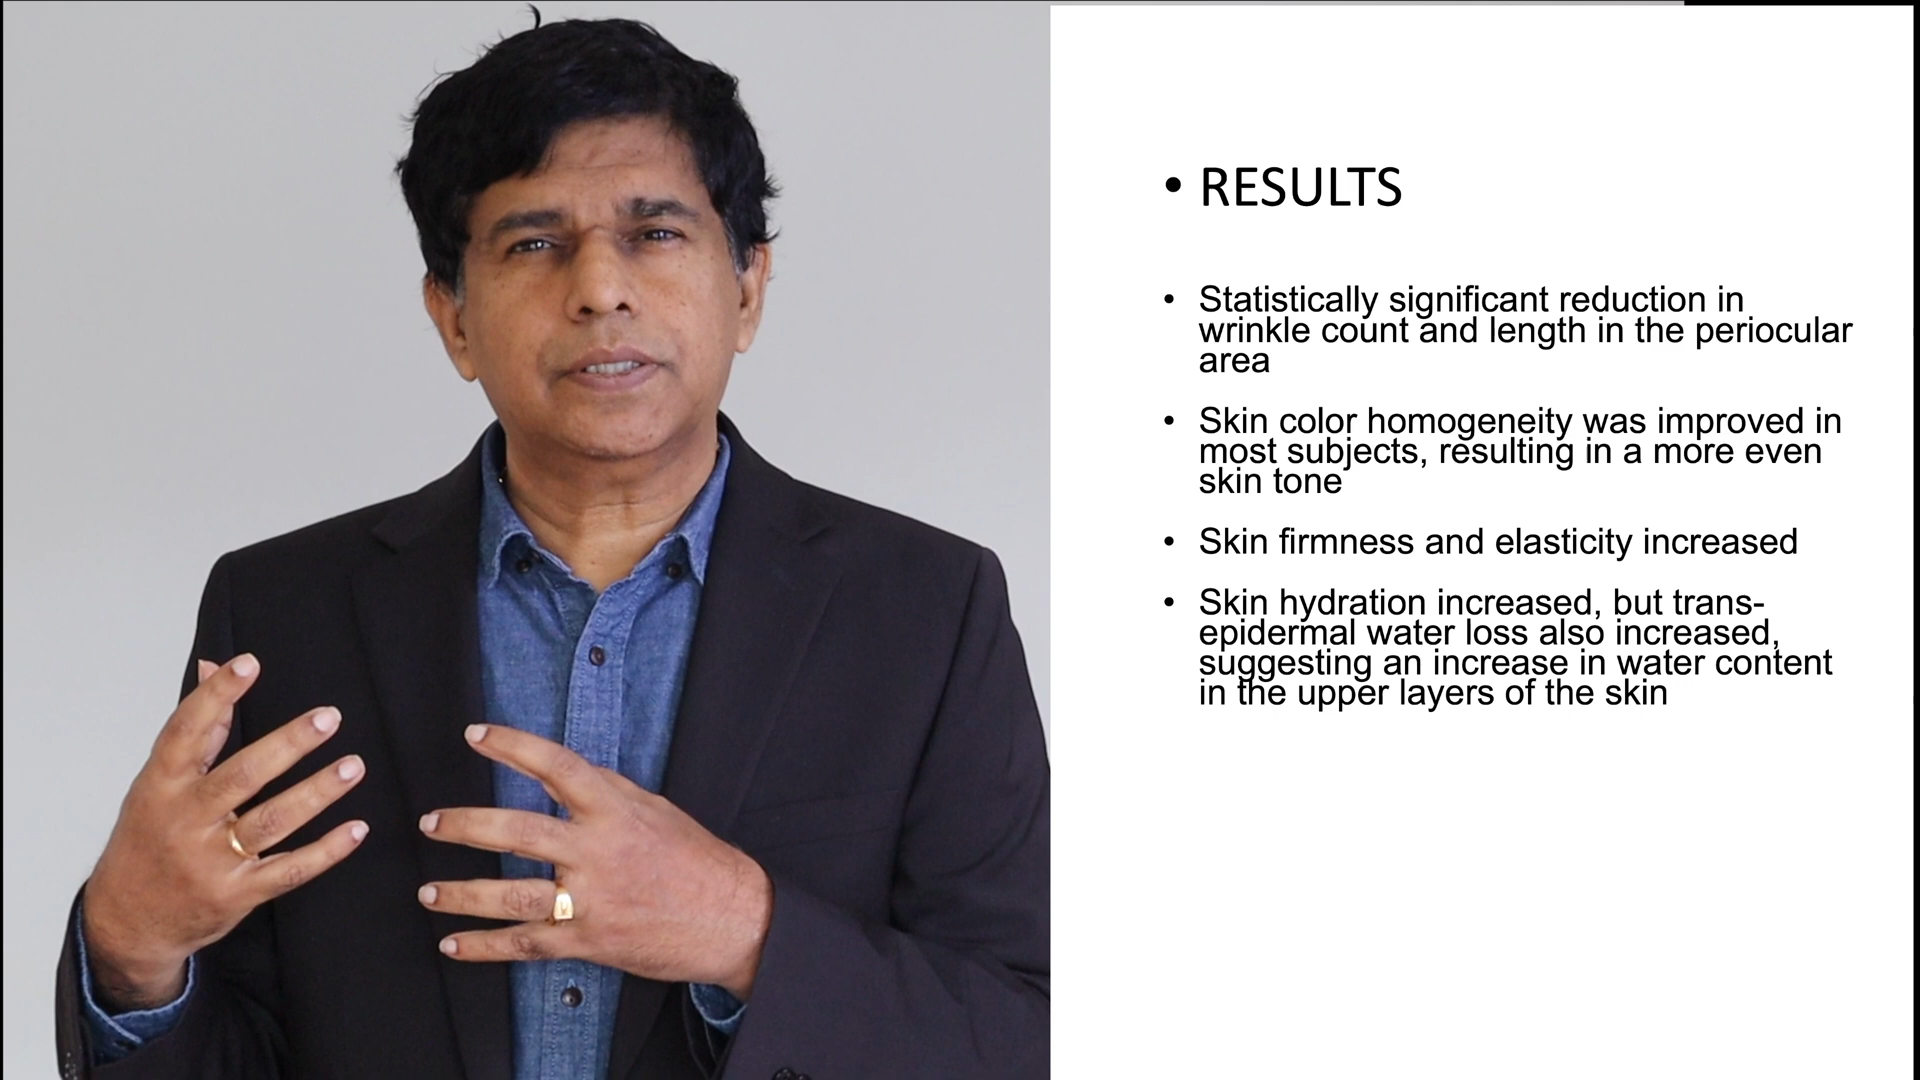 • RESULTS
• Statistically significant reduction in
wrinkle count and length in the periocular
area
• Skin color homogeneity was improved in
most subjects, resulting in a more even
skin tone
• Skin firmness and elasticity increased
• Skin hydration increased, but trans-
epidermal water loss also increased,
suggesting an increase in water content
in the upper layers of the skin